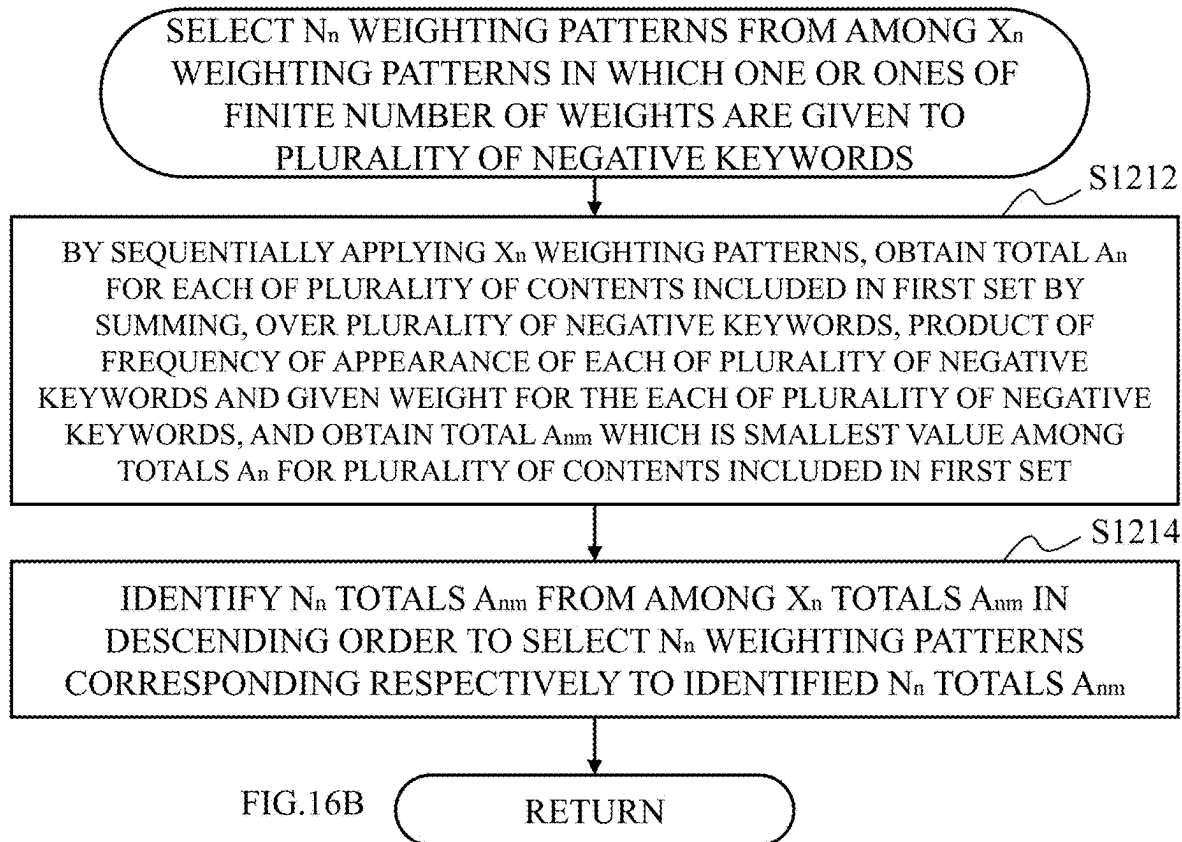 SELECT Nn WEIGHTING PATTERNS FROM AMONG Xn
WEIGHTING PATTERNS IN WHICH ONE OR ONES OF
FINITE NUMBER OF WEIGHTS ARE GIVEN TO
PLURALITY OF NEGATIVE KEYWORDS
S1212
BY SEQUENTIALLY APPLYING Xn WEIGHTING PATTERNS, OBTAIN TOTAL An
FOR EACH OF PLURALITY OF CONTENTS INCLUDED IN FIRST SET BY
SUMMING, OVER PLURALITY OF NEGATIVE KEYWORDS, PRODUCT OF
FREQUENCY OF APPEARANCE OF EACH OF PLURALITY OF NEGATIVE
KEYWORDS AND GIVEN WEIGHT FOR THE EACH OF PLURALITY OF NEGATIVE
KEYWORDS, AND OBTAIN TOTAL Anm WHICH IS SMALLEST VALUE AMONG
TOTALS An FOR PLURALITY OF CONTENTS INCLUDED IN FIRST SET
S1214
IDENTIFY Nn TOTALS Anm FROM AMONG Xn TOTALS Anm IN
DESCENDING ORDER TO SELECT Nn WEIGHTING PATTERNS
CORRESPONDING RESPECTIVELY TO IDENTIFIED Nn TOTALS Anm
FIG.16B
RETURN